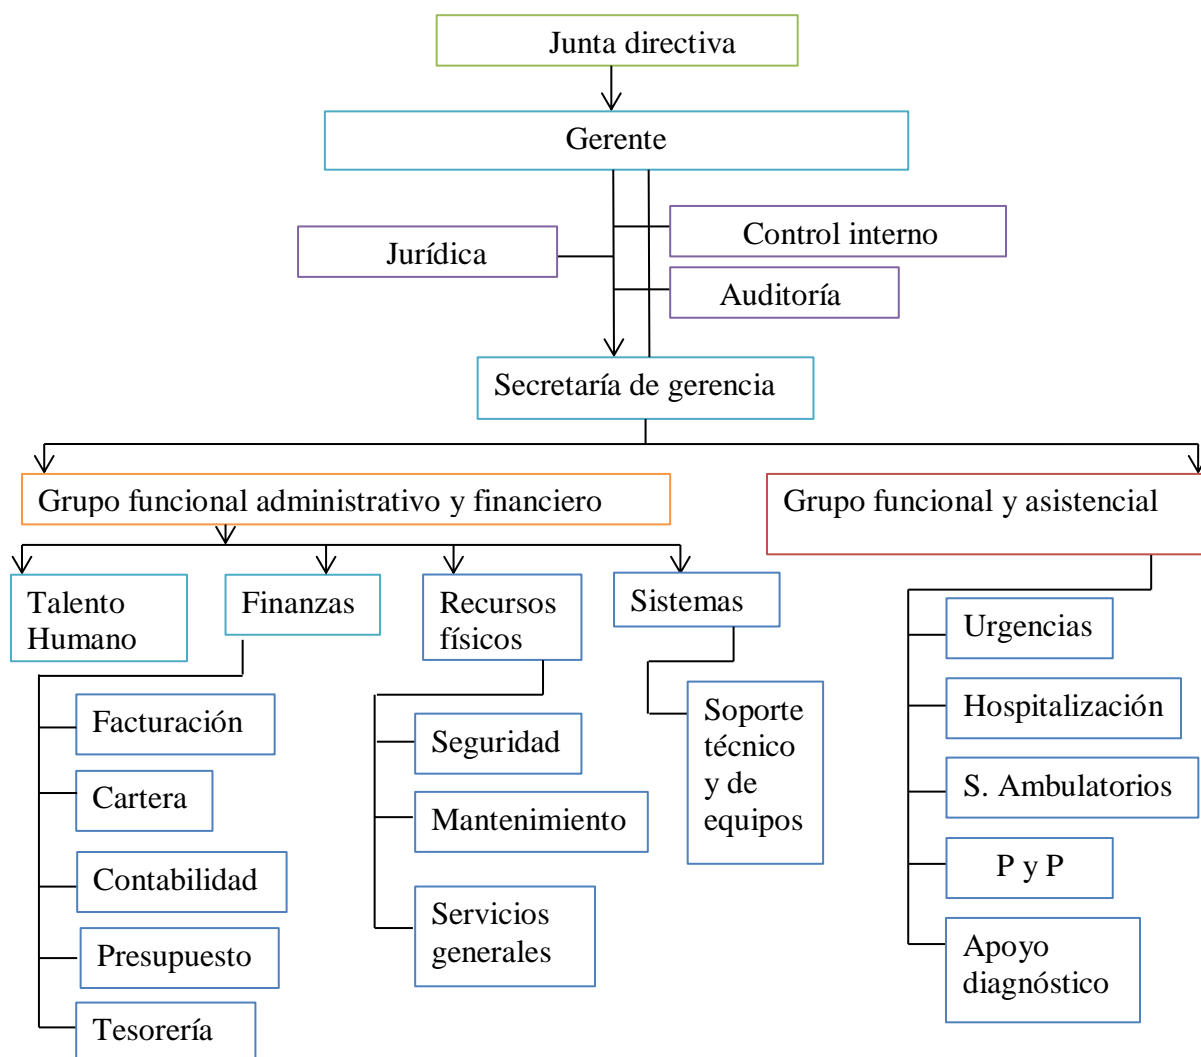 Junta directiva
Gerente
Control interno
Jurídica
Auditoría
Secretaría de gerencia
Grupo funcional administrativo y financiero
Grupo funcional y asistencial
Talento
Humano
Finanzas
Recursos
físicos
Sistemas
Facturación
Cartera
Contabilidad
Presupuesto
Tesorería
Seguridad
Mantenimiento
Servicios
generales
Soporte
técnico
y de
equipos
Urgencias
Hospitalización
S. Ambulatorios
P y P
Apoyo
diagnóstico